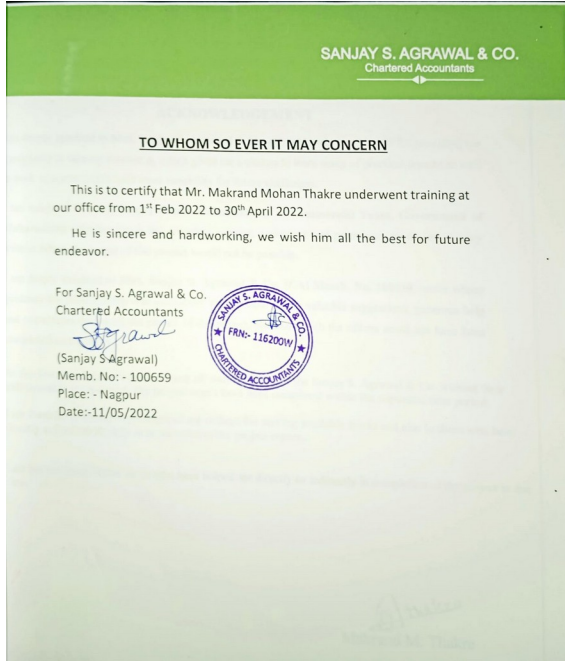 SANJAY S. AGRAWAL & CO.
Chartered Accountants
TO WHOM SO EVER IT MAY CONCERN
This is to certify that Mr. Makrand Mohan Thakre underwent training at
our office from 1st Feb 2022 to 30th April 2022.
He is sincere and hardworking, we wish him all the best for future
endeavor.
For Sanjay S. Agrawal & Co.
Chartered Accountants
SSAgrawal
(Sanjay S Agrawal)
Memb. No: - 100659
Place: - Nagpur
Date:-11/05/2022
SANJAY S. AGRAWAL & CO.
FRN:- 116200W
CHARTERED ACCOUNTANTS